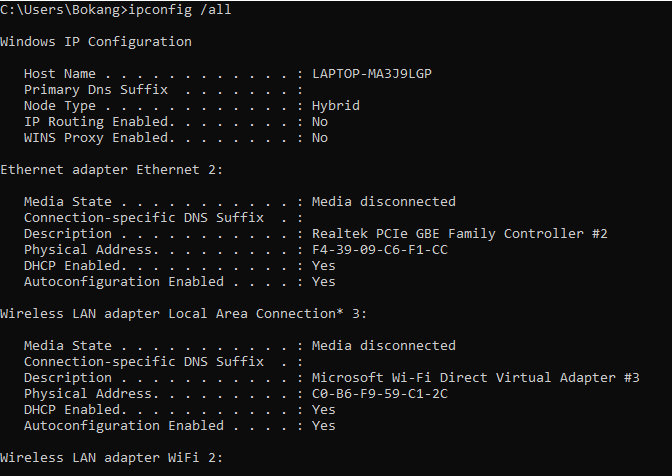 C:\Users\Bokang>ipconfig /all
Windows IP Configuration
Host Name . . . . . . . . . . . . : LAPTOP-MA3J9LGP
Primary Dns Suffix  . . . . . . . :
Node Type . . . . . . . . . . . . : Hybrid
IP Routing Enabled. . . . . . . . : No
WINS Proxy Enabled. . . . . . . . : No
Ethernet adapter Ethernet 2:
Media State . . . . . . . . . . . : Media disconnected
Connection-specific DNS Suffix  . :
Description . . . . . . . . . . . : Realtek PCIe GBE Family Controller #2
Physical Address. . . . . . . . . : F4-39-09-C6-F1-CC
DHCP Enabled. . . . . . . . . . . : Yes
Autoconfiguration Enabled . . . . : Yes
Wireless LAN adapter Local Area Connection* 3:
Media State . . . . . . . . . . . : Media disconnected
Connection-specific DNS Suffix  . :
Description . . . . . . . . . . . : Microsoft Wi-Fi Direct Virtual Adapter #3
Physical Address. . . . . . . . . : C0-B6-F9-59-C1-2C
DHCP Enabled. . . . . . . . . . . : Yes
Autoconfiguration Enabled . . . . : Yes
Wireless LAN adapter WiFi 2: